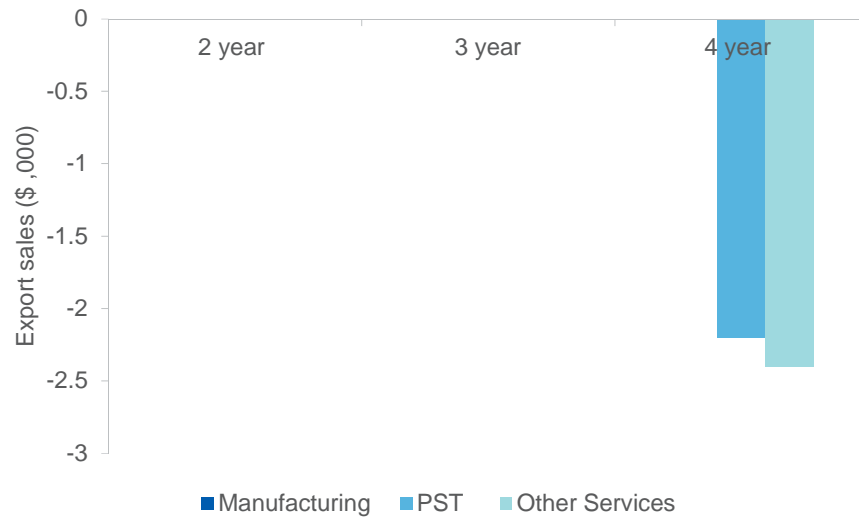 0
2 year 3 year 4 year
-0.5
-1
-1.5
-2
-2.5
-3
Export sales ($ ,000)
Manufacturing PST Other Services